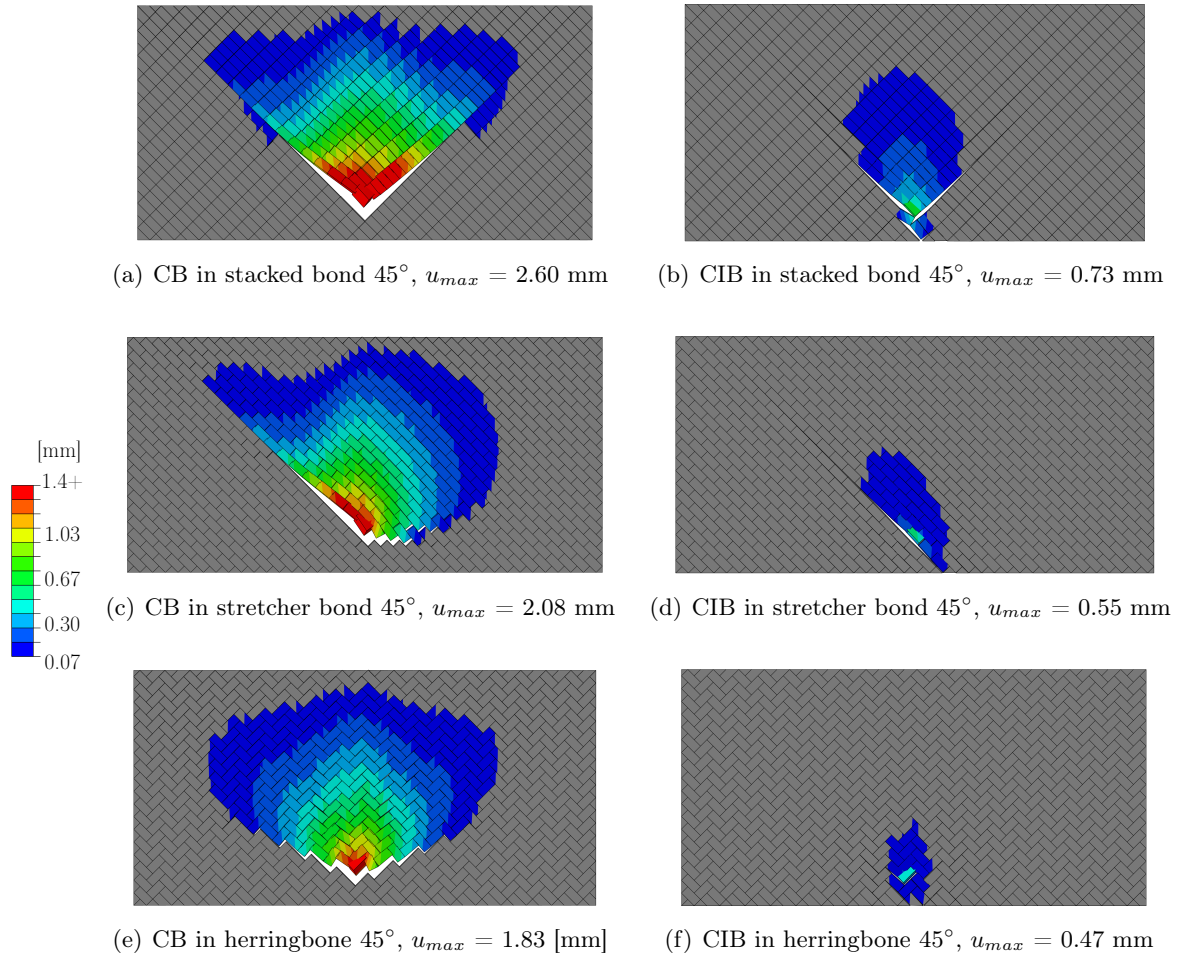 (a) CB in stacked bond 45°, u_max = 2.60 mm
(b) CIB in stacked bond 45°, u_max = 0.73 mm
[mm]
1.4+
1.03
0.67
0.30
0.07
(c) CB in stretcher bond 45°, u_max = 2.08 mm
(d) CIB in stretcher bond 45°, u_max = 0.55 mm
(e) CB in herringbone 45°, u_max = 1.83 [mm]
(f) CIB in herringbone 45°, u_max = 0.47 mm